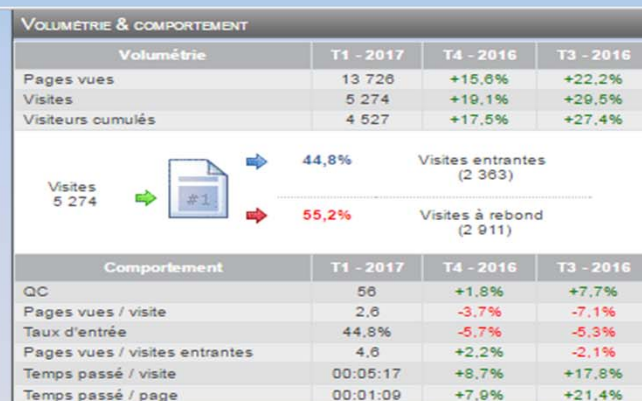 VOLUMÉTRIE & COMPORTEMENT
Volumétrie T1 - 2017 T4 - 2016 T3 - 2016
Pages vues 13 726 +15,6% +22,2%
Visites 5 274 +19,1% +29,5%
Visiteurs cumulés 4 527 +17,5% +27,4%
44,8% Visites entrantes
(2 363)
Visites
5 274
#1
55,2% Visites à rebond
(2 911)
Comportement T1 - 2017 T4 - 2016 T3 - 2016
QC 56 +1,8% +7,7%
Pages vues / visite 2,6 -3,7% -7,1%
Taux d'entrée 44,8% -5,7% -5,3%
Pages vues / visites entrantes 4,6 +2,2% -2,1%
Temps passé / visite 00:05:17 +8,7% +17,8%
Temps passé / page 00:01:09 +7,9% +21,4%